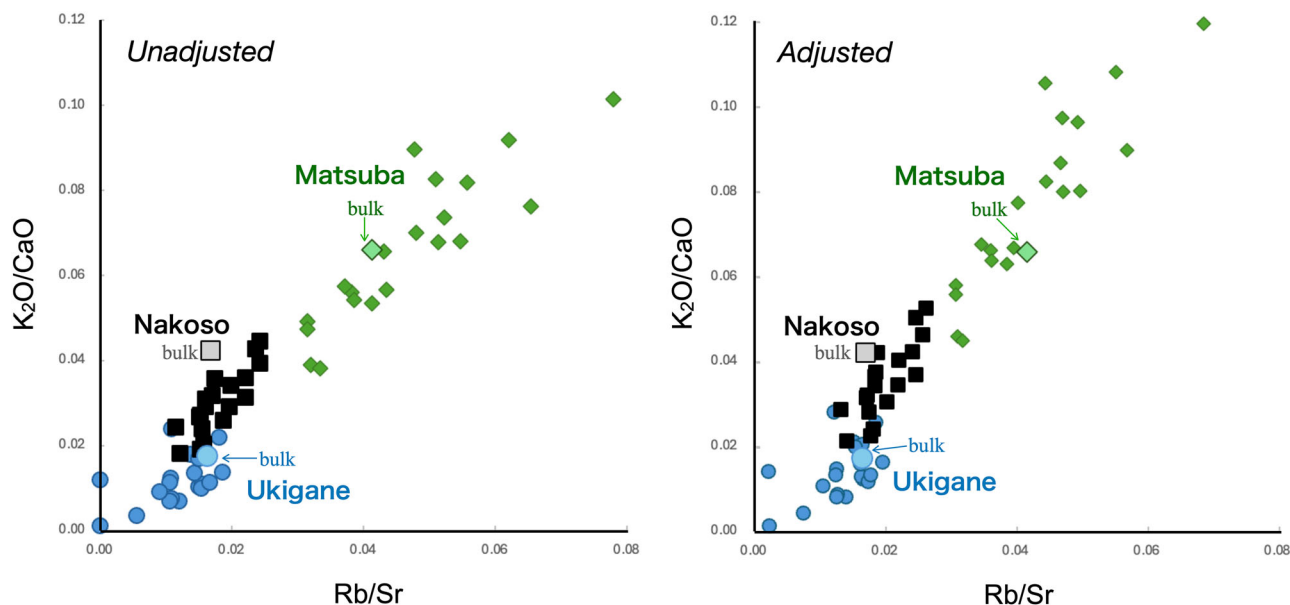 Unadjusted
K₂O/CaO
0.12
0.10
0.08
0.06
0.04
0.02
0.00
Matsuba
bulk
Nakoso
bulk
bulk
Ukigane
0.00
0.02
0.04
0.06
0.08
Rb/Sr
Adjusted
K₂O/CaO
0.12
0.10
0.08
0.06
0.04
0.02
0.00
Matsuba
bulk
Nakoso
bulk
bulk
Ukigane
0.00
0.02
0.04
0.06
0.08
Rb/Sr